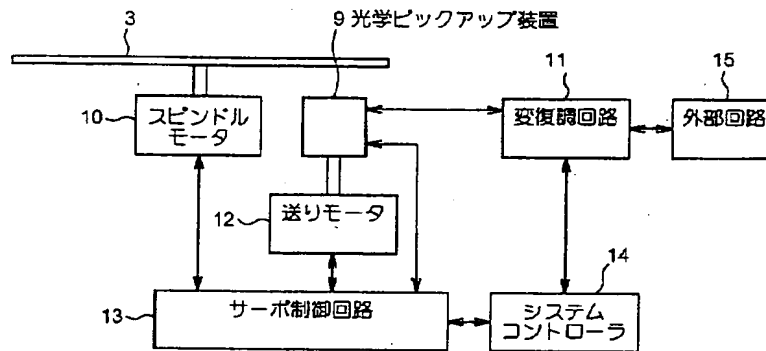 3
9 光学ピックアップ装置
10
スピンドル
モータ
11
変復調回路
15
外部回路
12
送りモータ
13
サーボ制御回路
14
システム
コントローラ